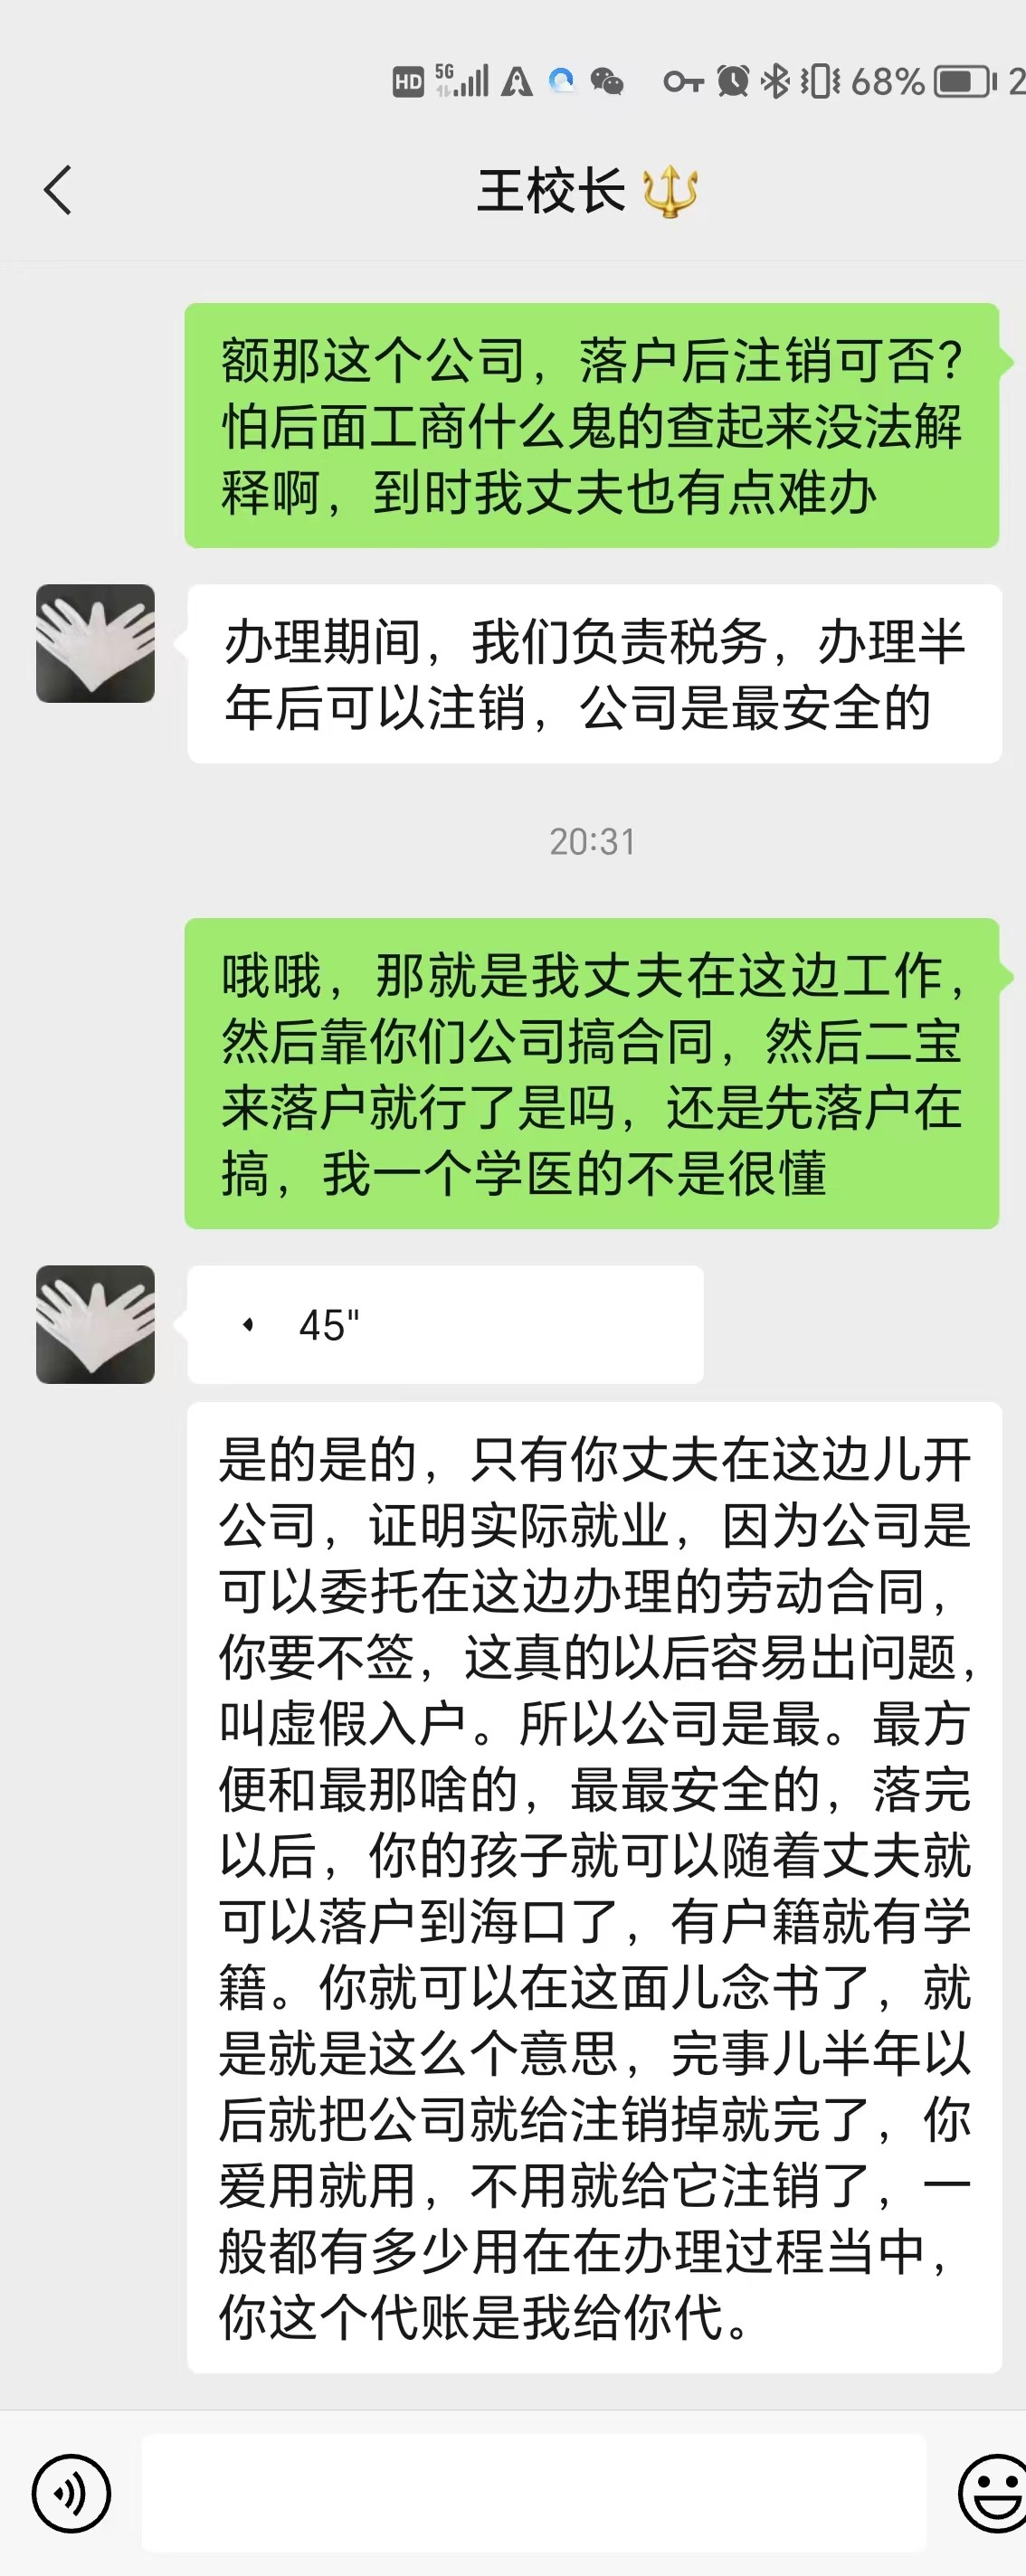 HD 5G 68% 2
王校长🔱
额那这个公司，落户后注销可否？
怕后面工商什么鬼的查起来没法解
释啊，到时我丈夫也有点难办
办理期间，我们负责税务，办理半
年后可以注销，公司是最安全的
20:31
哦哦，那就是我丈夫在这边工作，
然后靠你们公司搞合同，然后二宝
来落户就行了是吗，还是先落户在
搞，我一个学医的不是很懂
45"
是的是的，只有你丈夫在这边儿开
公司，证明实际就业，因为公司是
可以委托在这边办理的劳动合同，
你要不签，这真的以后容易出问题，
叫虚假入户。所以公司是最。最方
便和最那啥的，最最安全的，落完
以后，你的孩子就可以随着丈夫就
可以落户到海口了，有户籍就有学
籍。你就可以在这面儿念书了，就
是就是这么个意思，完事儿半年以
后就把公司就给注销掉就完了，你
爱用就用，不用就给它注销了，一
般都有多少用在在办理过程当中，
你这个代账是我给你代。